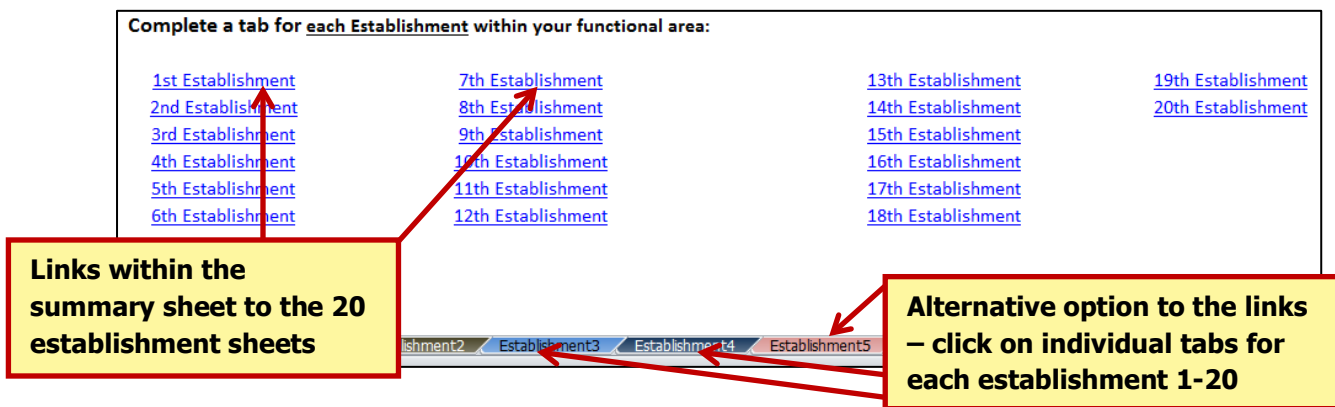 Complete a tab for each Establishment within your functional area:
1st Establishment
2nd Establishment
3rd Establishment
4th Establishment
5th Establishment
6th Establishment
7th Establishment
8th Establishment
9th Establishment
10th Establishment
11th Establishment
12th Establishment
13th Establishment
14th Establishment
15th Establishment
16th Establishment
17th Establishment
18th Establishment
19th Establishment
20th Establishment
Links within the
summary sheet to the 20
establishment sheets
Alternative option to the links
– click on individual tabs for
each establishment 1-20
ishment2 Establishment3 Establishment4 Establishment5